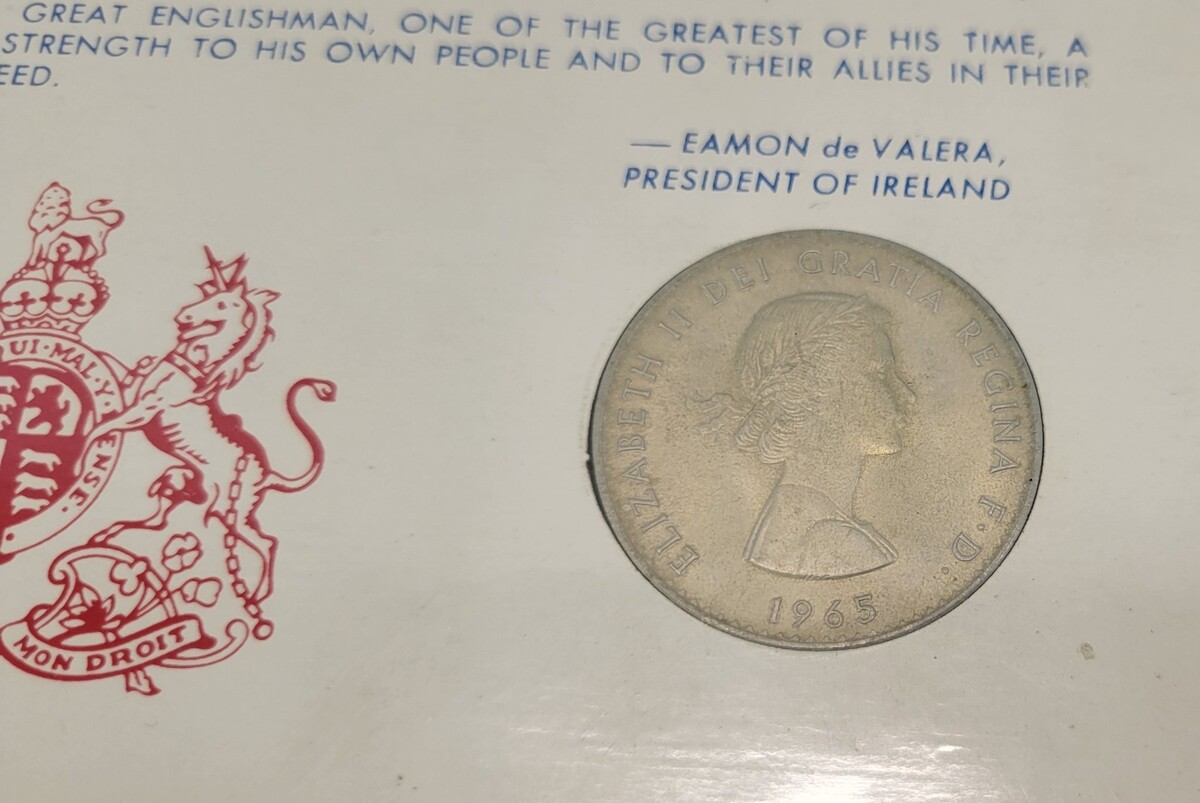 GREAT ENGLISHMAN, ONE OF THE GREATEST OF HIS TIME, A
STRENGTH TO HIS OWN PEOPLE AND TO THEIR ALLIES IN THEIR
EED.
— EAMON de VALERA,
PRESIDENT OF IRELAND
UI·MAL·Y·
ENSE·
MON DROIT
ELIZABETH II DEI GRATIA REGINA F·D·
1965